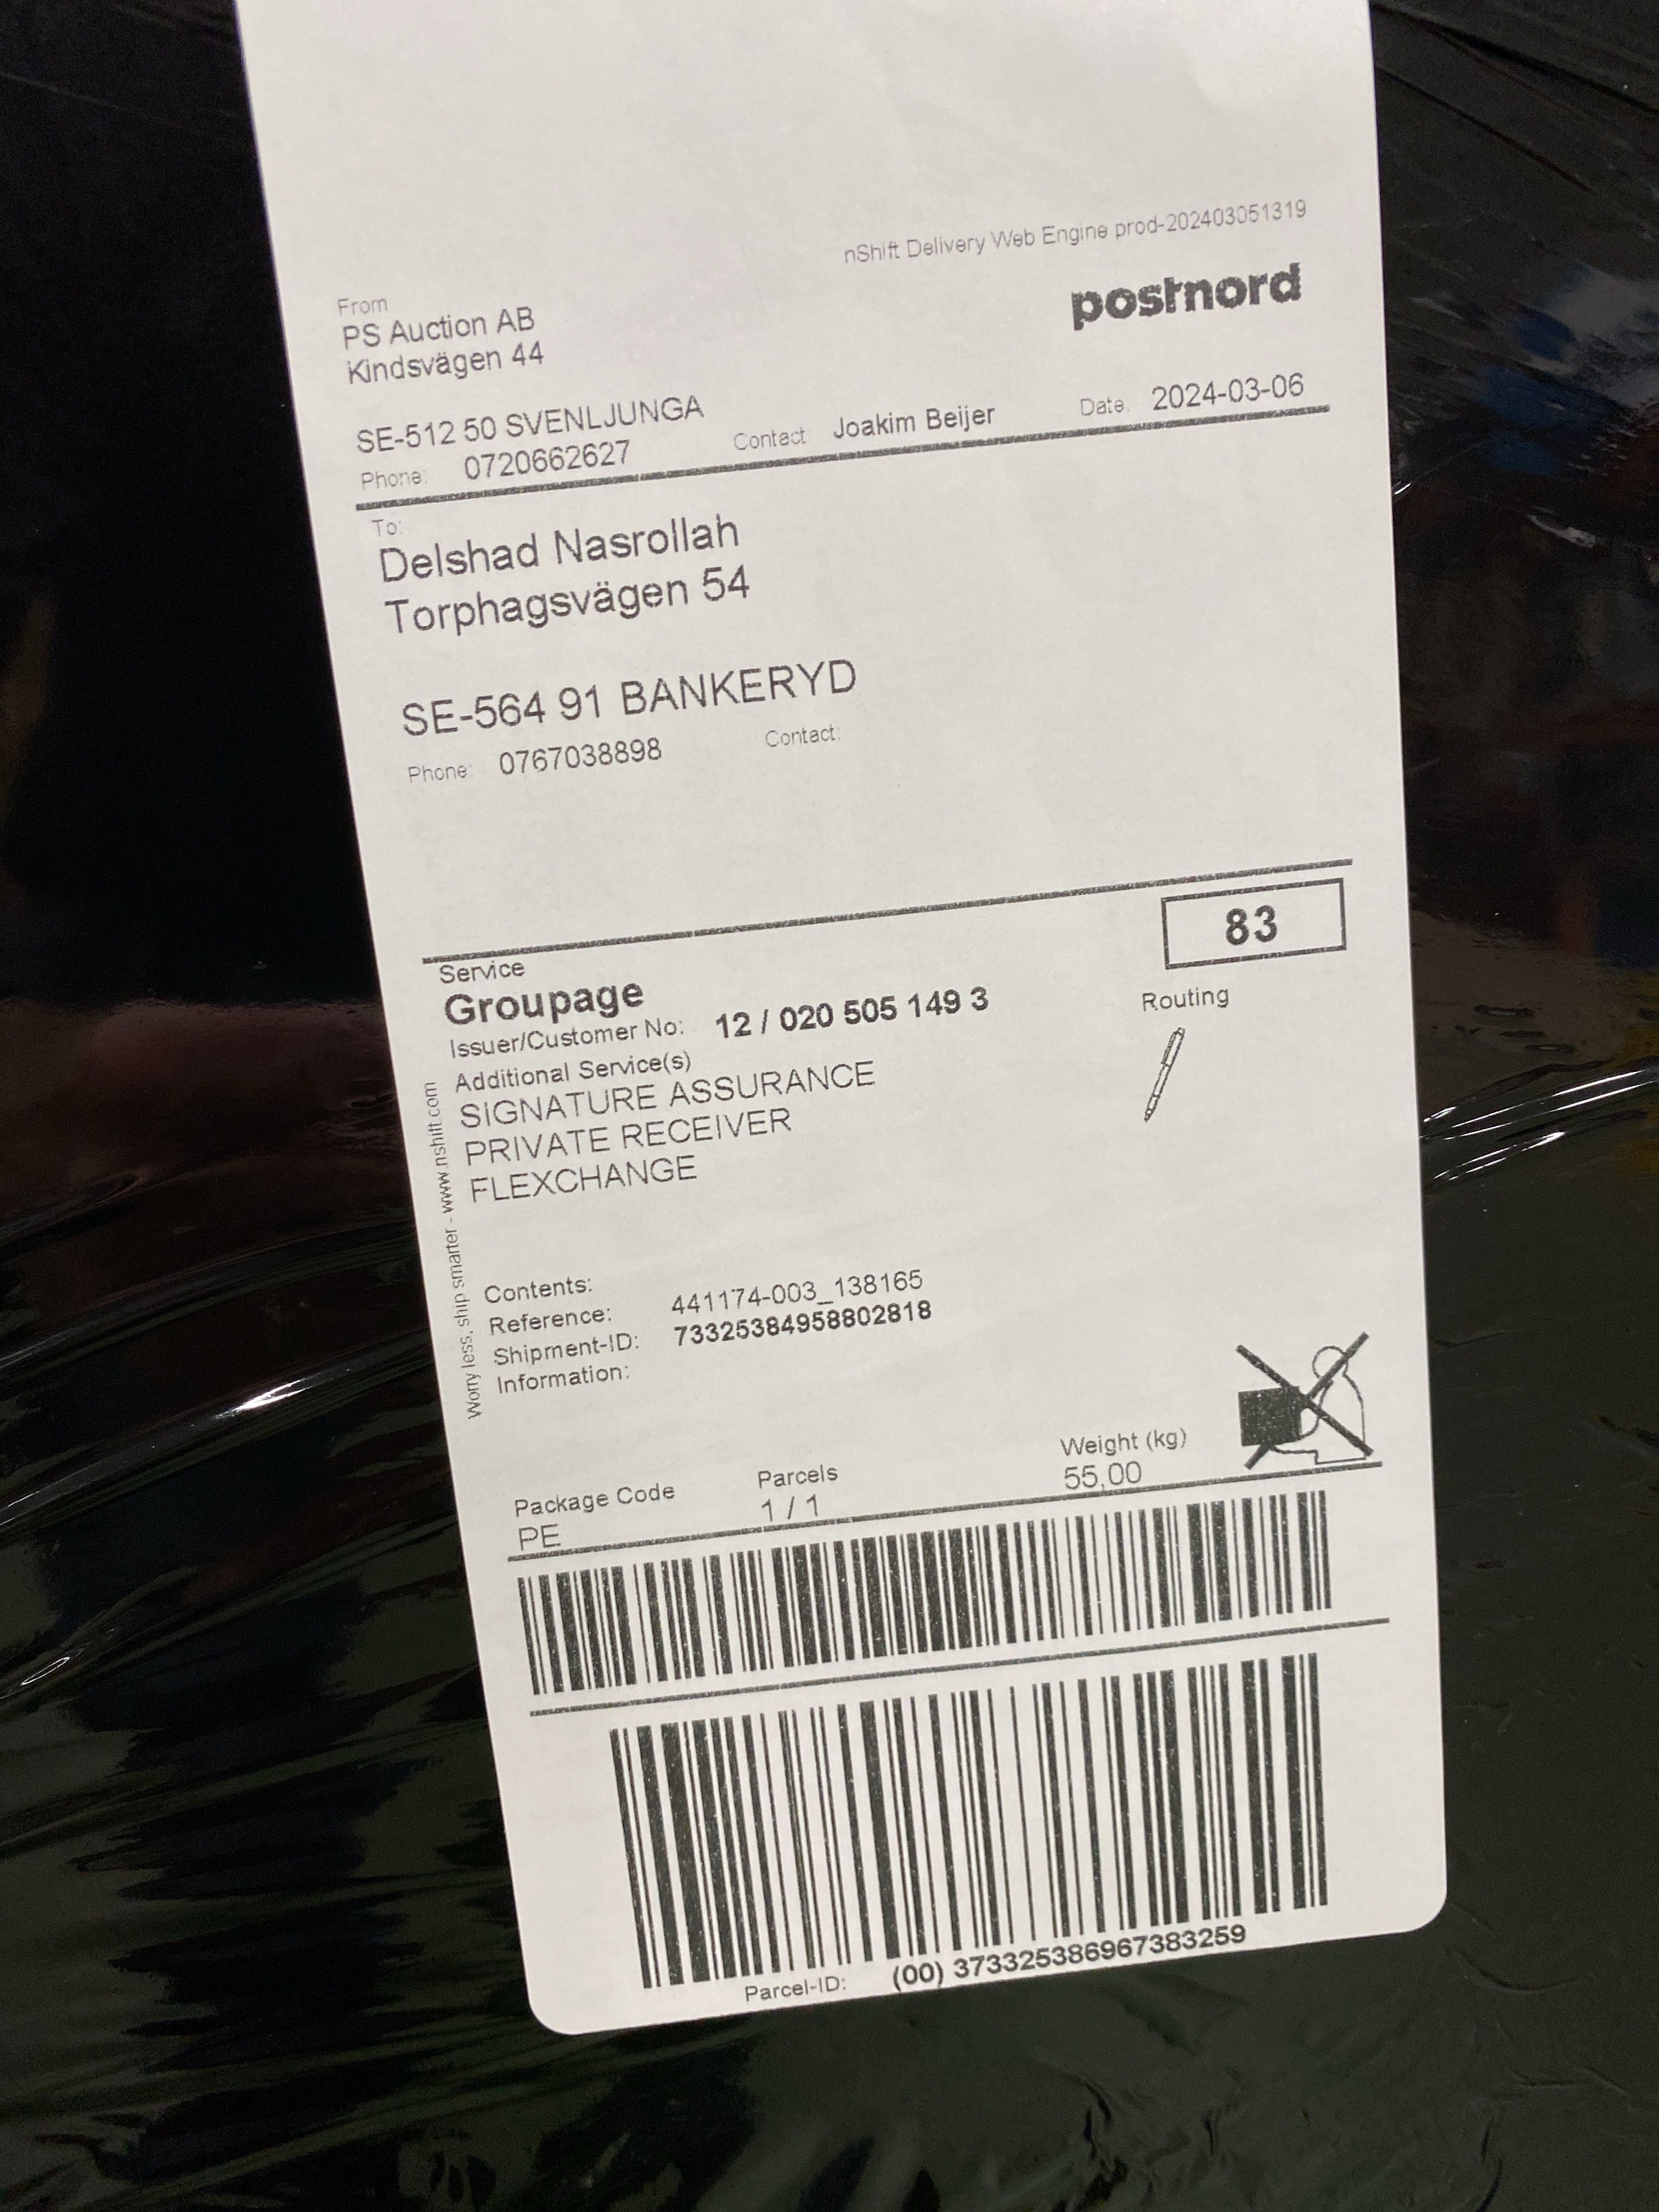 nShift Delivery Web Engine prod-202403051319
From
PS Auction AB
Kindsvägen 44
postnord
SE-512 50 SVENLJUNGA
Phone: 0720662627 Contact Joakim Beijer Date. 2024-03-06
To:
Delshad Nasrollah
Torphagsvägen 54
SE-564 91 BANKERYD
Phone: 0767038898 Contact:
83
Service
Groupage
Issuer/Customer No: 12 / 020 505 149 3
Routing
Additional Service(s)
SIGNATURE ASSURANCE
PRIVATE RECEIVER
FLEXCHANGE
Worry less, ship smarter - www.nshift.com
Contents:
Reference: 441174-003_138165
Shipment-ID: 73325384958802818
Information:
Package Code Parcels Weight (kg)
PE 1 / 1 55,00
Parcel-ID: (00) 373325386967383259